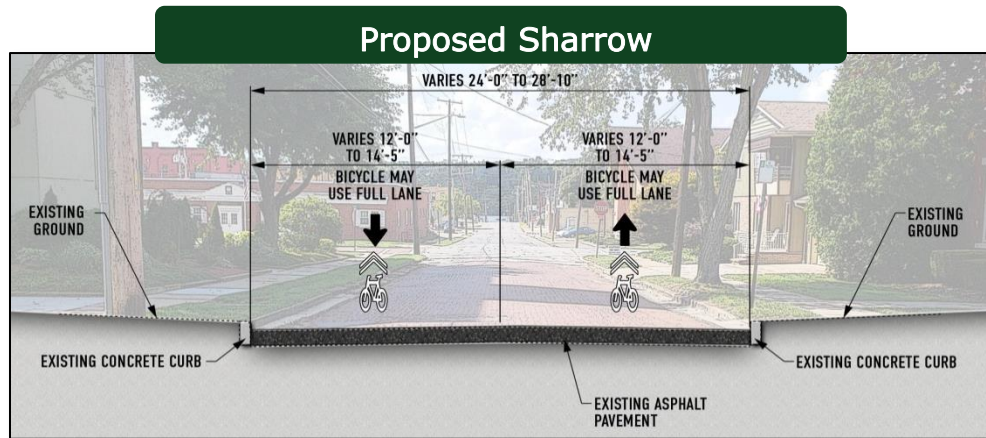 Proposed Sharrow
VARIES 24'-0" TO 28'-10"
VARIES 12'-0"
TO 14'-5"
BICYCLE MAY
USE FULL LANE
VARIES 12'-0"
TO 14'-5"
BICYCLE MAY
USE FULL LANE
EXISTING
GROUND
EXISTING
GROUND
EXISTING CONCRETE CURB
EXISTING CONCRETE CURB
EXISTING ASPHALT
PAVEMENT